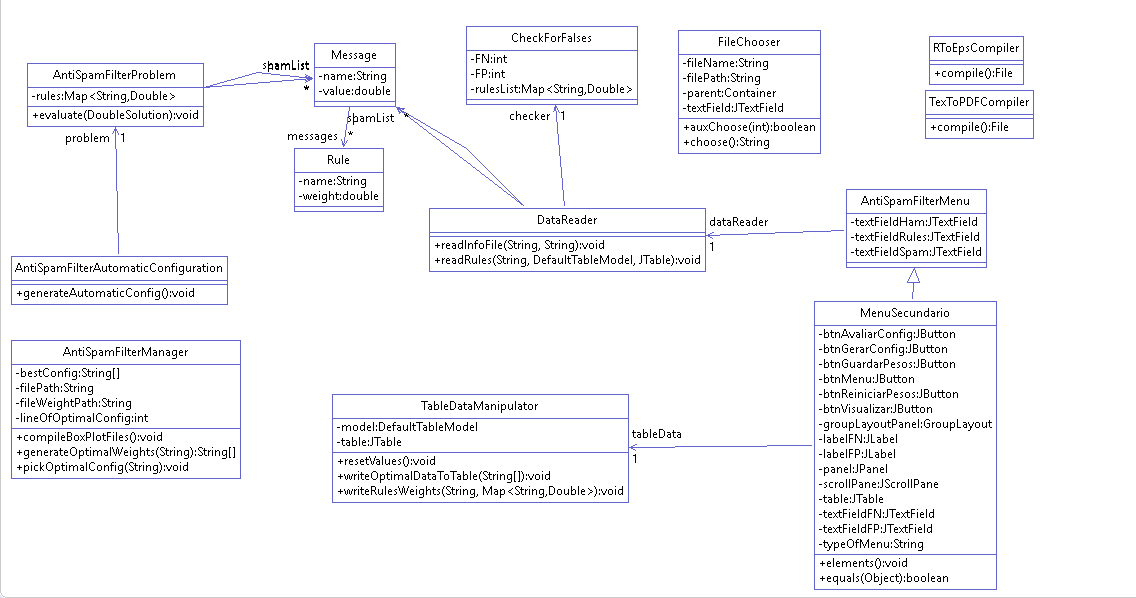 AntiSpamFilterProblem
-rules:Map<String,Double>
+evaluate(DoubleSolution):void
problem
1
spamList
*
Message
-name:String
-value:double
spamList
*
messages
*
Rule
-name:String
-weight:double
CheckForFalses
-FN:int
-FP:int
-rulesList:Map<String,Double>
checker
1
FileChooser
-fileName:String
-filePath:String
-parent:Container
-textField:JTextField
+auxChoose(int):boolean
+choose():String
RToEpsCompiler
+compile():File
TexToPDFCompiler
+compile():File
DataReader
+readInfoFile(String, String):void
+readRules(String, DefaultTableModel, JTable):void
dataReader
1
AntiSpamFilterMenu
-textFieldHam:JTextField
-textFieldRules:JTextField
-textFieldSpam:JTextField
AntiSpamFilterAutomaticConfiguration
+generateAutomaticConfig():void
AntiSpamFilterManager
-bestConfig:String[]
-filePath:String
-fileWeightPath:String
-lineOfOptimalConfig:int
+compileBoxPlotFiles():void
+generateOptimalWeights(String):String[]
+pickOptimalConfig(String):void
TableDataManipulator
-model:DefaultTableModel
-table:JTable
+resetValues():void
+writeOptimalDataToTable(String[]):void
+writeRulesWeights(String, Map<String,Double>):void
tableData
1
MenuSecundario
-btnAvaliarConfig:JButton
-btnGerarConfig:JButton
-btnGuardarPesos:JButton
-btnMenu:JButton
-btnReiniciarPesos:JButton
-btnVisualizar:JButton
-groupLayoutPanel:GroupLayout
-labelFN:JLabel
-labelFP:JLabel
-panel:JPanel
-scrollPane:JScrollPane
-table:JTable
-textFieldFN:JTextField
-textFieldFP:JTextField
-typeOfMenu:String
+elements():void
+equals(Object):boolean